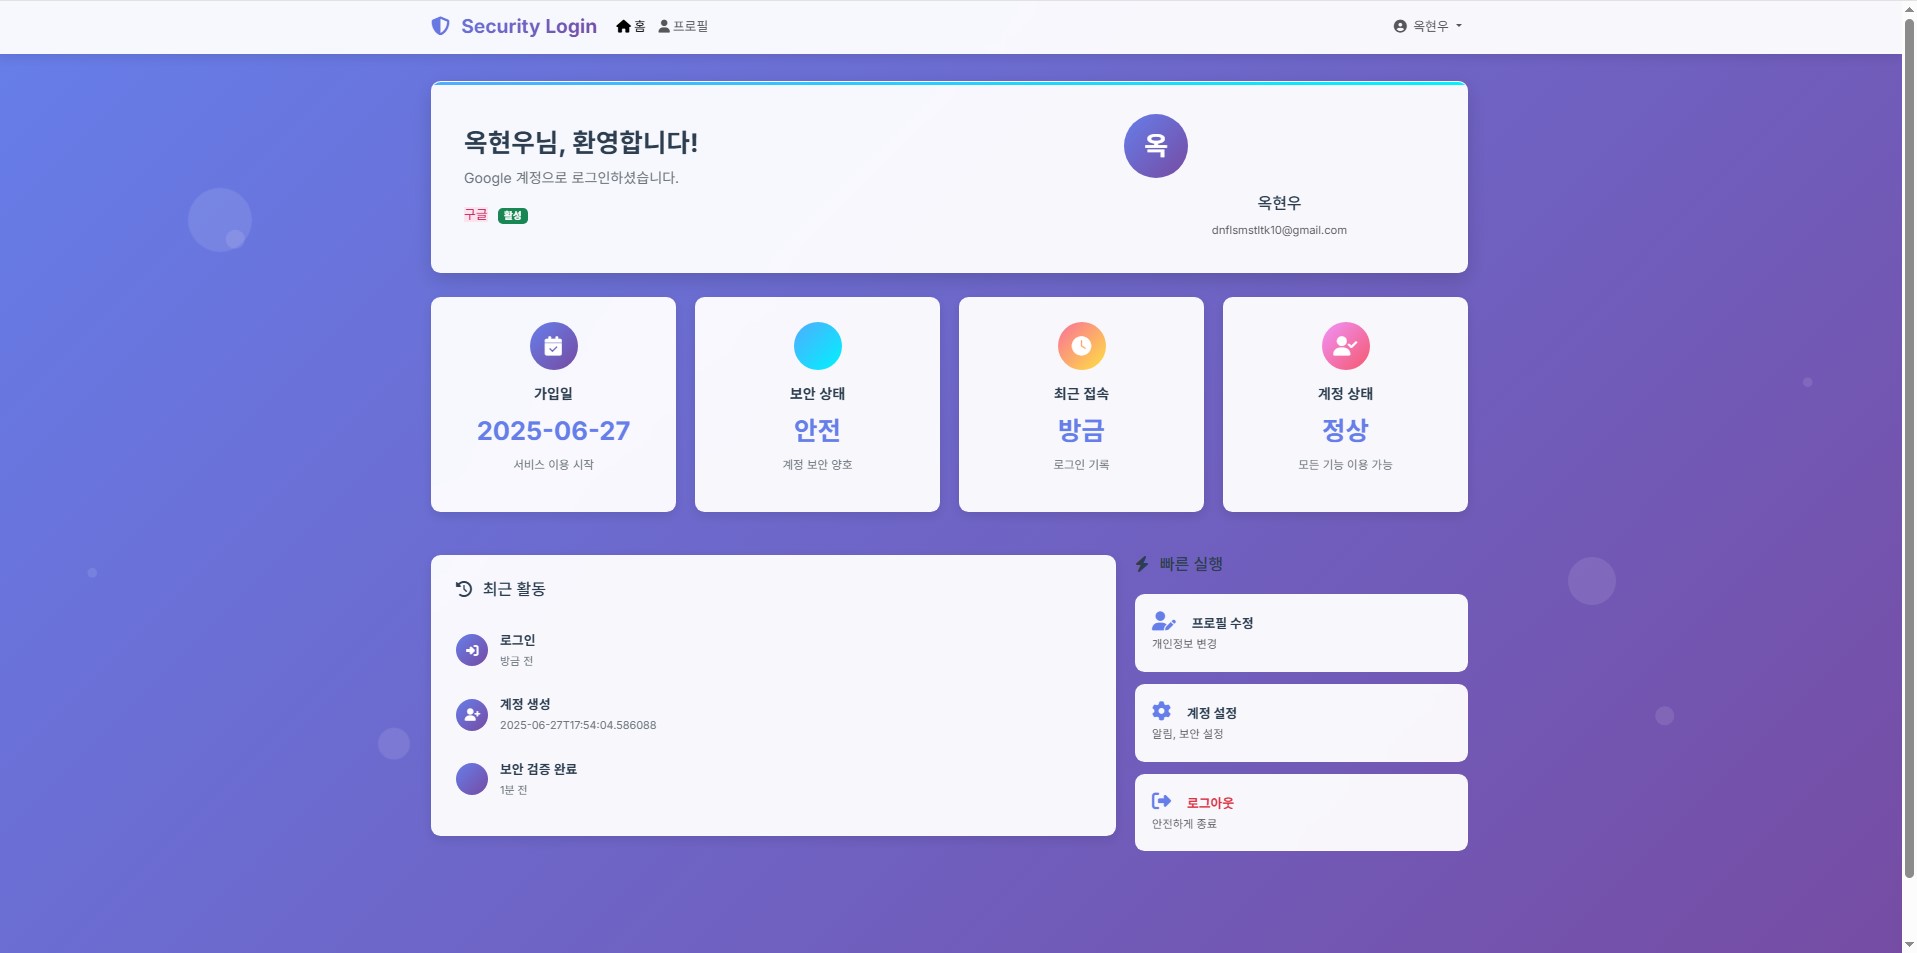 Security Login 홈 프로필 옥현우
옥현우님, 환영합니다!
Google 계정으로 로그인하셨습니다.
구글 활성
옥
옥현우
dnflsmstltk10@gmail.com
가입일
2025-06-27
서비스 이용 시작
보안 상태
안전
계정 보안 양호
최근 접속
방금
로그인 기록
계정 상태
정상
모든 기능 이용 가능
최근 활동
로그인
방금 전
계정 생성
2025-06-27T17:54:04.586088
보안 검증 완료
1분 전
빠른 실행
프로필 수정
개인정보 변경
계정 설정
알림, 보안 설정
로그아웃
안전하게 종료